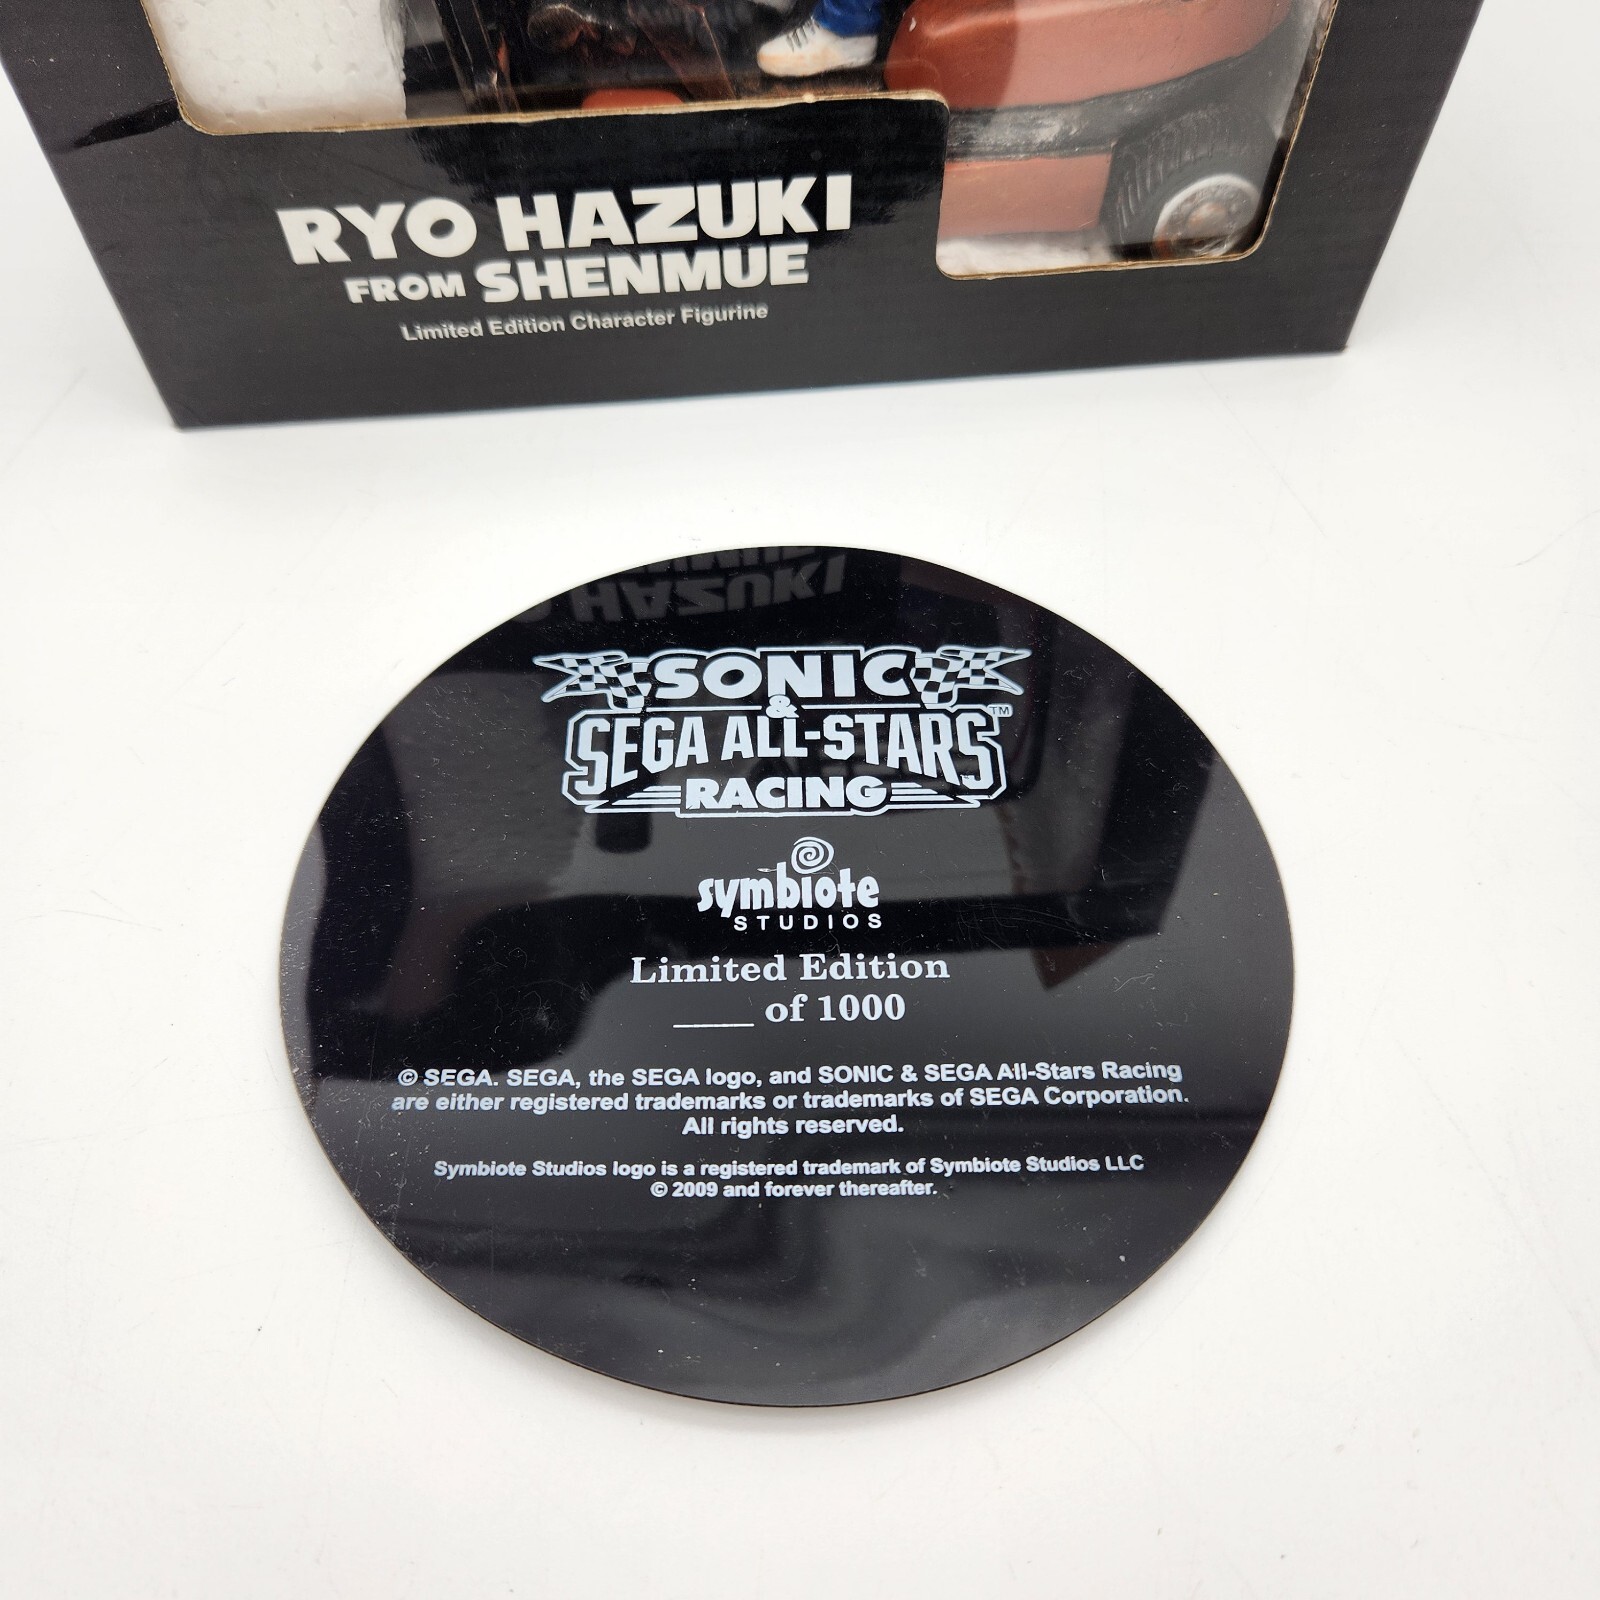 RYO HAZUKI
FROM SHENMUE
Limited Edition Character Figurine
HAZUKI
SONIC
&
SEGA ALL-STARS™
RACING
symbiote
STUDIOS
Limited Edition
____ of 1000
© SEGA. SEGA, the SEGA logo, and SONIC & SEGA All-Stars Racing
are either registered trademarks or trademarks of SEGA Corporation.
All rights reserved.
Symbiote Studios logo is a registered trademark of Symbiote Studios LLC
© 2009 and forever thereafter.